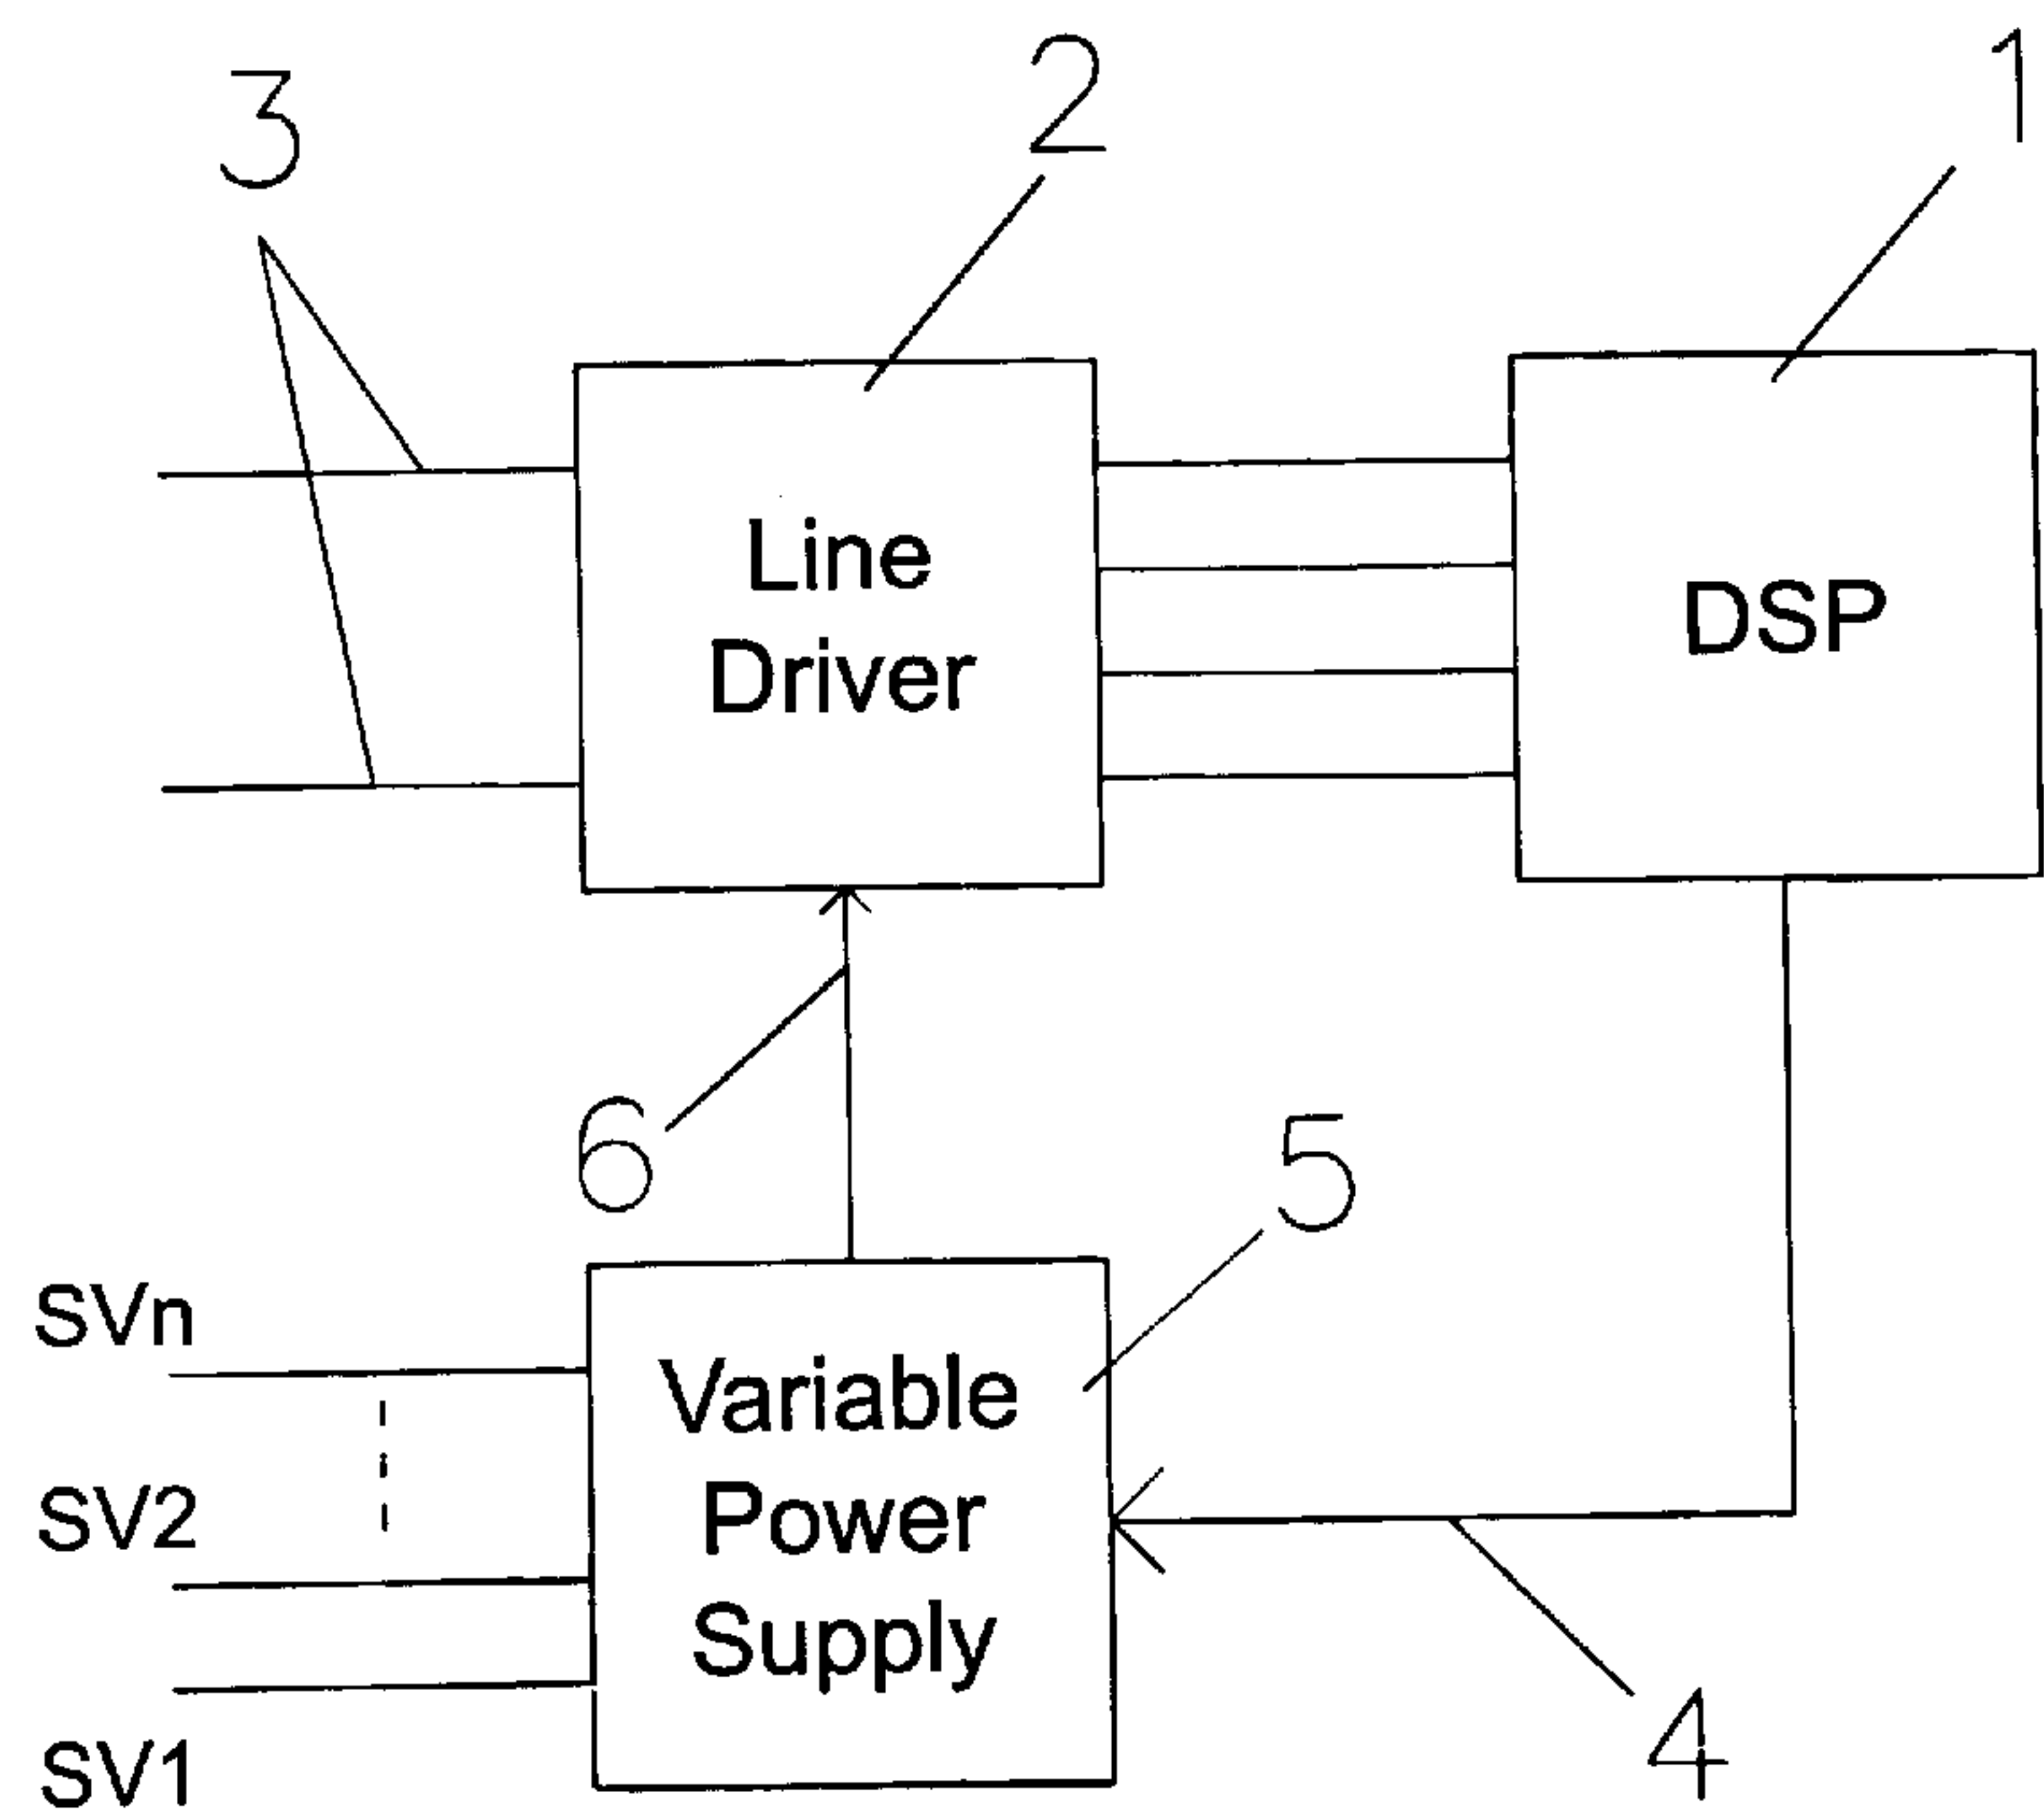 3
2
1
Line
Driver
DSP
6
5
SVn
Variable
SV2
Power
Supply
4
SV1